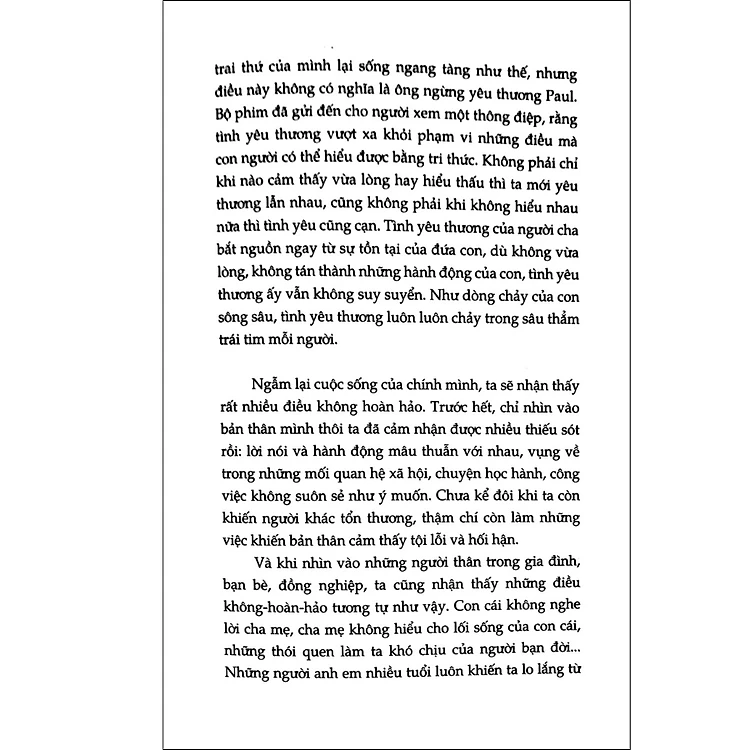 trai thứ của mình lại sống ngang tàng như thế, nhưng
điều này không có nghĩa là ông ngừng yêu thương Paul.
Bộ phim đã gửi đến cho người xem một thông điệp, rằng
tình yêu thương vượt xa khỏi phạm vi những điều mà
con người có thể hiểu được bằng tri thức. Không phải chỉ
khi nào cảm thấy vừa lòng hay hiểu thấu thì ta mới yêu
thương lẫn nhau, cũng không phải khi không hiểu nhau
nữa thì tình yêu cũng cạn. Tình yêu thương của người cha
bắt nguồn ngay từ sự tồn tại của đứa con, dù không vừa
lòng, không tán thành những hành động của con, tình yêu
thương ấy vẫn không suy suyển. Như dòng chảy của con
sông sâu, tình yêu thương luôn luôn chảy trong sâu thẳm
trái tim mỗi người.
Ngẫm lại cuộc sống của chính mình, ta sẽ nhận thấy
rất nhiều điều không hoàn hảo. Trước hết, chỉ nhìn vào
bản thân mình thôi ta đã cảm nhận được nhiều thiếu sót
rồi: lời nói và hành động mâu thuẫn với nhau, vụng về
trong những mối quan hệ xã hội, chuyện học hành, công
việc không suôn sẻ như ý muốn. Chưa kể đôi khi ta còn
khiến người khác tổn thương, thậm chí còn làm những
việc khiến bản thân cảm thấy tội lỗi và hối hận.
Và khi nhìn vào những người thân trong gia đình,
bạn bè, đồng nghiệp, ta cũng nhận thấy những điều
không-hoàn-hảo tương tự như vậy. Con cái không nghe
lời cha mẹ, cha mẹ không hiểu cho lối sống của con cái,
những thói quen làm ta khó chịu của người bạn đời...
Những người anh em nhiều tuổi luôn khiến ta lo lắng từ